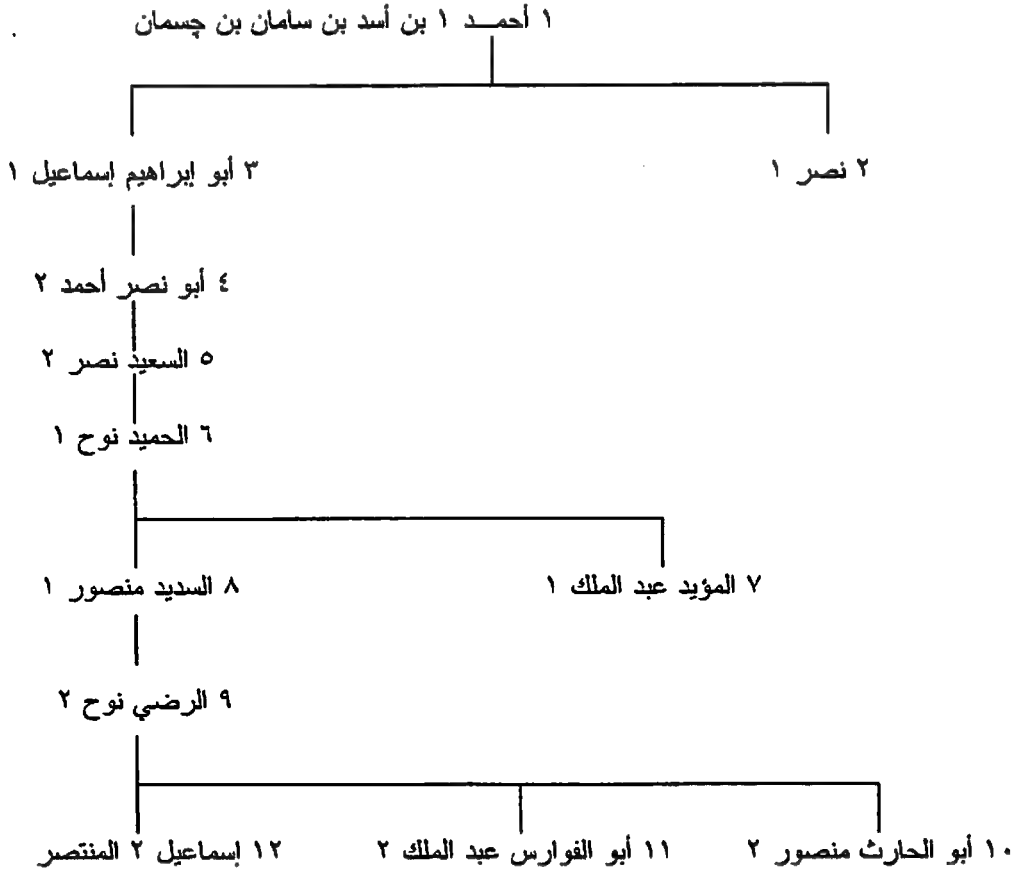 ١ أحمـــد ١ بن أسد بن سامان بن چسمان
٢ نصر ١
٣ أبو إبراهيم إسماعيل ١
٤ أبو نصر أحمد ٢
٥ السعيد نصر ٢
٦ الحميد نوح ١
٧ المؤيد عبد الملك ١
٨ السديد منصور ١
٩ الرضي نوح ٢
١٠ أبو الحارث منصور ٢
١١ أبو الفوارس عبد الملك ٢
١٢ إسماعيل ٢ المنتصر